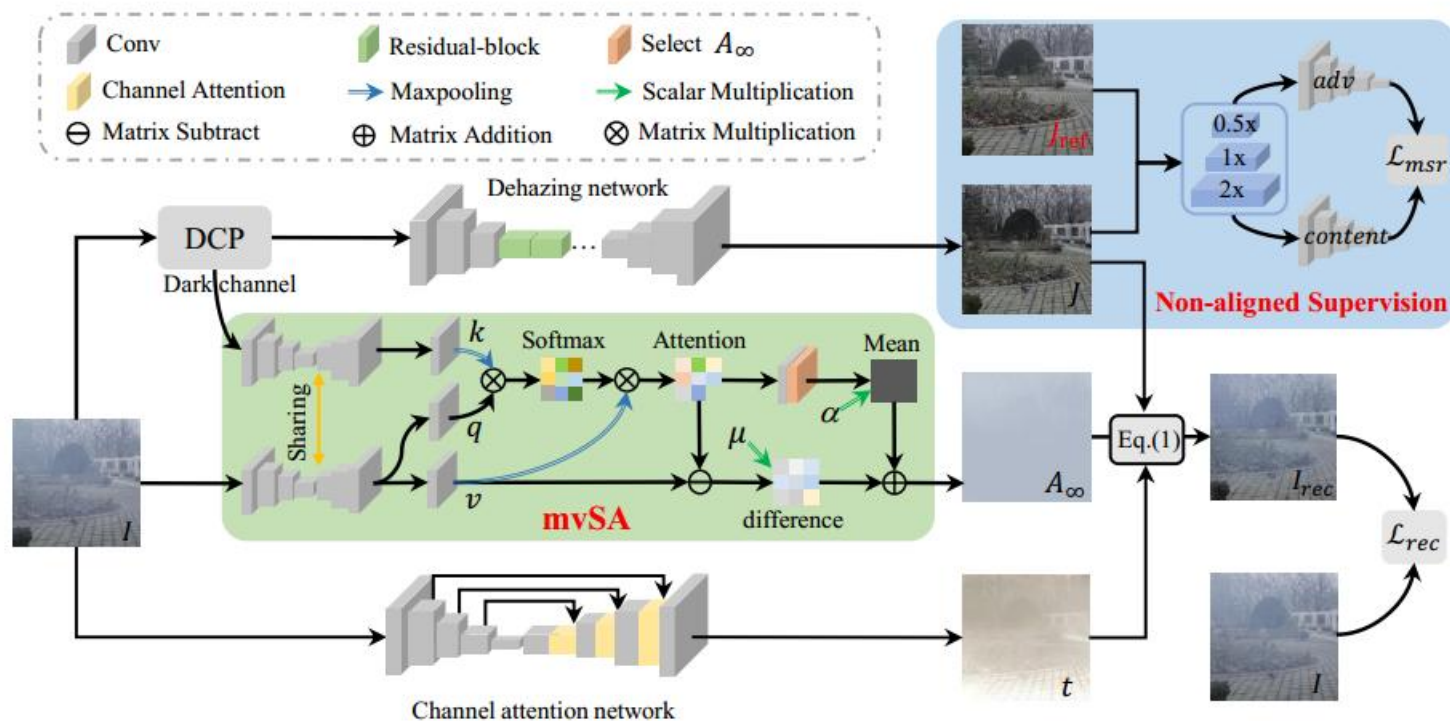 Conv
Residual-block
Select A∞
Channel Attention
Maxpooling
Scalar Multiplication
Matrix Subtract
Matrix Addition
Matrix Multiplication
Dehazing network
DCP
Dark channel
J_ref
0.5x
1x
2x
adv
content
ℒ_msr
J
Non-aligned Supervision
k
Softmax
Attention
Mean
Sharing
q
α
μ
v
mvSA
difference
I
A∞
Eq.(1)
I_rec
ℒ_rec
t
I
Channel attention network